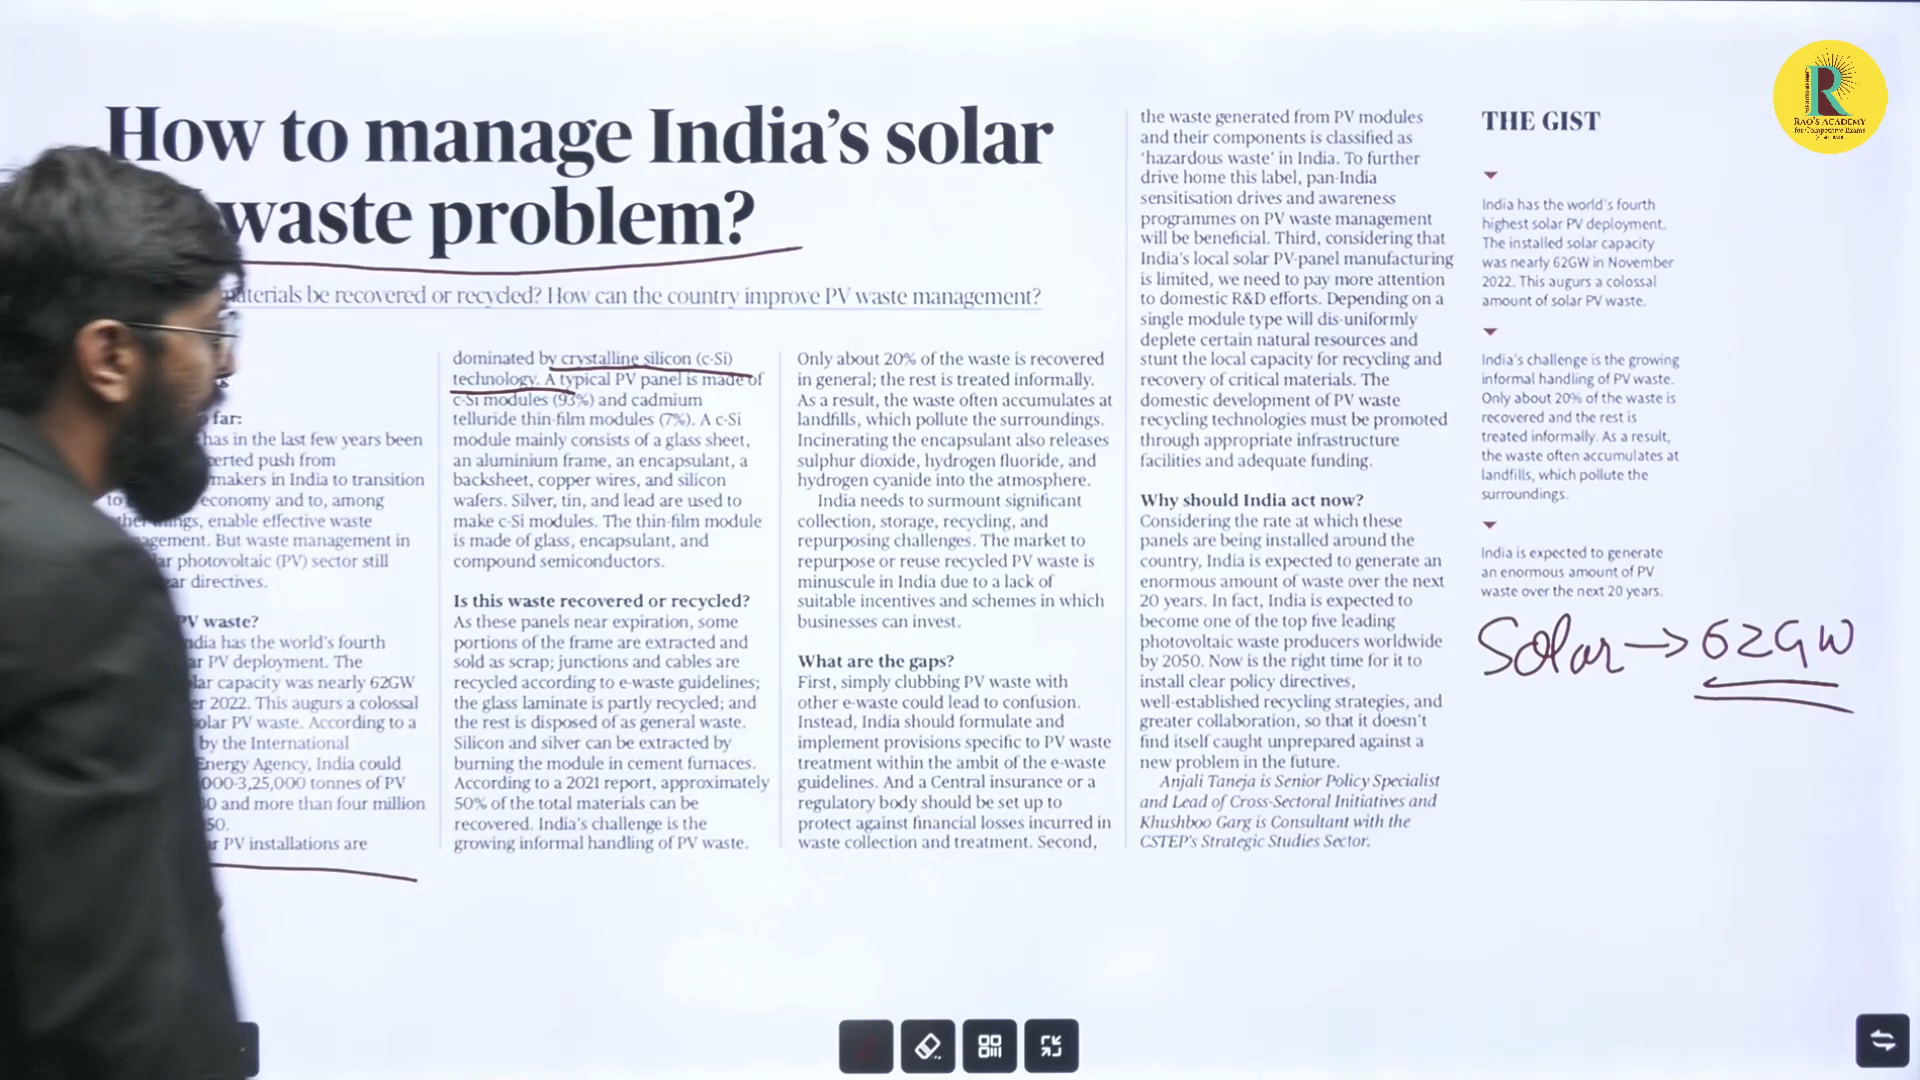 How to manage India's solar
waste problem?
materials be recovered or recycled? How can the country improve PV waste management?
far:
has in the last few years been
push from
makers in India to transition
to economy and to, among
things, enable effective waste
management. But waste management in
photovoltaic (PV) sector still
directives.
PV waste?
has the world's fourth
PV deployment. The
capacity was nearly 62GW
2022. This augurs a colossal
PV waste. According to a
by the International
Energy Agency, India could
000-3,25,000 tonnes of PV
and more than four million
50.
PV installations are
dominated by crystalline silicon (c-Si)
technology. A typical PV panel is made of
c-Si modules (93%) and cadmium
telluride thin-film modules (7%). A c-Si
module mainly consists of a glass sheet,
an aluminium frame, an encapsulant, a
backsheet, copper wires, and silicon
wafers. Silver, tin, and lead are used to
make c-Si modules. The thin-film module
is made of glass, encapsulant, and
compound semiconductors.
Is this waste recovered or recycled?
As these panels near expiration, some
portions of the frame are extracted and
sold as scrap; junctions and cables are
recycled according to e-waste guidelines;
the glass laminate is partly recycled; and
the rest is disposed of as general waste.
Silicon and silver can be extracted by
burning the module in cement furnaces.
According to a 2021 report, approximately
50% of the total materials can be
recovered. India's challenge is the
growing informal handling of PV waste.
Only about 20% of the waste is recovered
in general; the rest is treated informally.
As a result, the waste often accumulates at
landfills, which pollute the surroundings.
Incinerating the encapsulant also releases
sulphur dioxide, hydrogen fluoride, and
hydrogen cyanide into the atmosphere.
India needs to surmount significant
collection, storage, recycling, and
repurposing challenges. The market to
repurpose or reuse recycled PV waste is
minuscule in India due to a lack of
suitable incentives and schemes in which
businesses can invest.
What are the gaps?
First, simply clubbing PV waste with
other e-waste could lead to confusion.
Instead, India should formulate and
implement provisions specific to PV waste
treatment within the ambit of the e-waste
guidelines. And a Central insurance or a
regulatory body should be set up to
protect against financial losses incurred in
waste collection and treatment. Second,
the waste generated from PV modules
and their components is classified as
'hazardous waste' in India. To further
drive home this label, pan-India
sensitisation drives and awareness
programmes on PV waste management
will be beneficial. Third, considering that
India's local solar PV-panel manufacturing
is limited, we need to pay more attention
to domestic R&D efforts. Depending on a
single module type will dis-uniformly
deplete certain natural resources and
stunt the local capacity for recycling and
recovery of critical materials. The
domestic development of PV waste
recycling technologies must be promoted
through appropriate infrastructure
facilities and adequate funding.
Why should India act now?
Considering the rate at which these
panels are being installed around the
country, India is expected to generate an
enormous amount of waste over the next
20 years. In fact, India is expected to
become one of the top five leading
photovoltaic waste producers worldwide
by 2050. Now is the right time for it to
install clear policy directives,
well-established recycling strategies, and
greater collaboration, so that it doesn't
find itself caught unprepared against a
new problem in the future.
Anjali Taneja is Senior Policy Specialist
and Lead of Cross-Sectoral Initiatives and
Khushboo Garg is Consultant with the
CSTEP's Strategic Studies Sector.
THE GIST
India has the world's fourth
highest solar PV deployment.
The installed solar capacity
was nearly 62GW in November
2022. This augurs a colossal
amount of solar PV waste.
India's challenge is the growing
informal handling of PV waste.
Only about 20% of the waste is
recovered and the rest is
treated informally. As a result,
the waste often accumulates at
landfills, which pollute the
surroundings.
India is expected to generate
an enormous amount of PV
waste over the next 20 years.
Solar → 62GW
R
RAO'S ACADEMY
for Competitive Exams